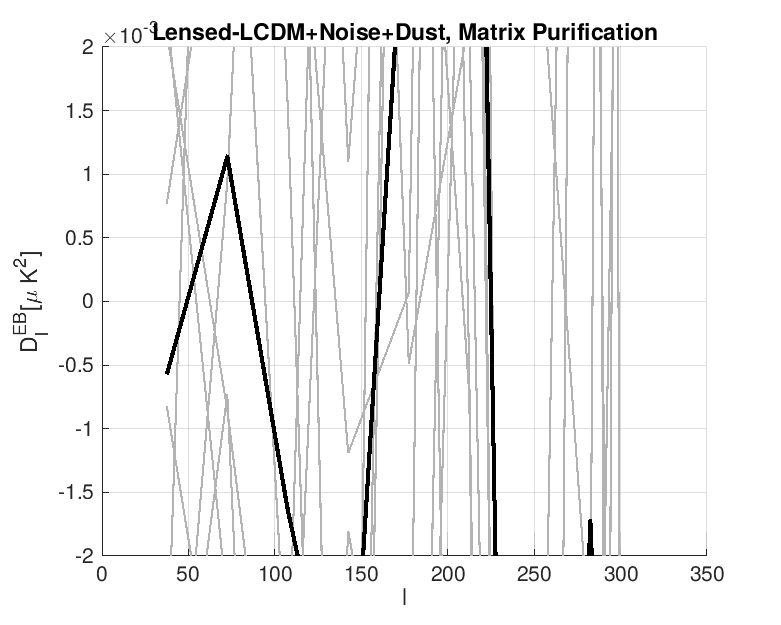 ×10^-3
Lensed-LCDM+Noise+Dust, Matrix Purification
2
1.5
1
0.5
0
-0.5
-1
-1.5
-2
D_l^EB[μ K^2]
0 50 100 150 200 250 300 350
l